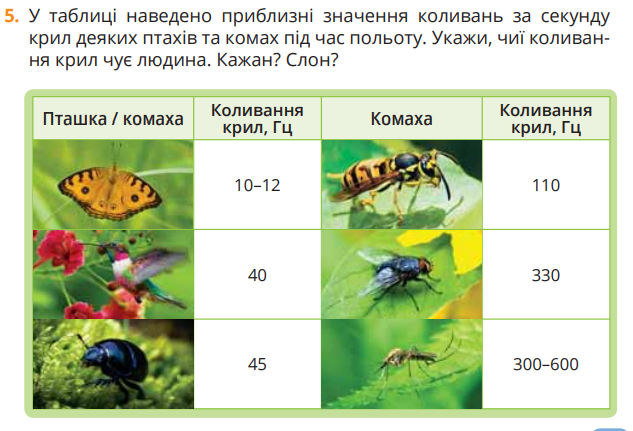 5. У таблиці наведено приблизні значення коливань за секунду
крил деяких птахів та комах під час польоту. Укажи, чиї коливан-
ня крил чує людина. Кажан? Слон?
Пташка / комаха
Коливання
крил, Гц
Комаха
Коливання
крил, Гц
10–12
110
40
330
45
300–600